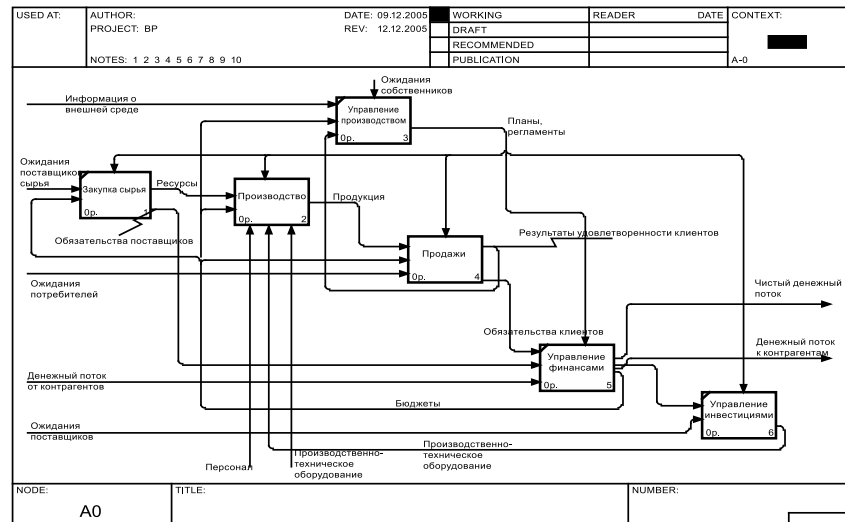 USED AT:
AUTHOR:
DATE: 09.12.2005
WORKING
READER
DATE
CONTEXT:
PROJECT: BP
REV: 12.12.2005
DRAFT
RECOMMENDED
NOTES: 1 2 3 4 5 6 7 8 9 10
PUBLICATION
A-0
Ожидания
собственников
Информация о
внешней среде
Управление
производством
0р.
3
Планы,
регламенты
Ожидания
поставщиков
сырья
Закупка сырья
0р.
1
Ресурсы
Производство
0р.
2
Продукция
Обязательства поставщиков
Результаты удовлетворенности клиентов
Продажи
0р.
4
Ожидания
потребителей
Чистый денежный
поток
Обязательства клиентов
Управление
финансами
0р.
5
Денежный поток
к контрагентам
Денежный поток
от контрагентов
Бюджеты
Управление
инвестициями
0р.
6
Ожидания
поставщиков
Персонал
Производственно-
техническое
оборудование
Производственно-
техническое
оборудование
NODE:
TITLE:
NUMBER:
A0